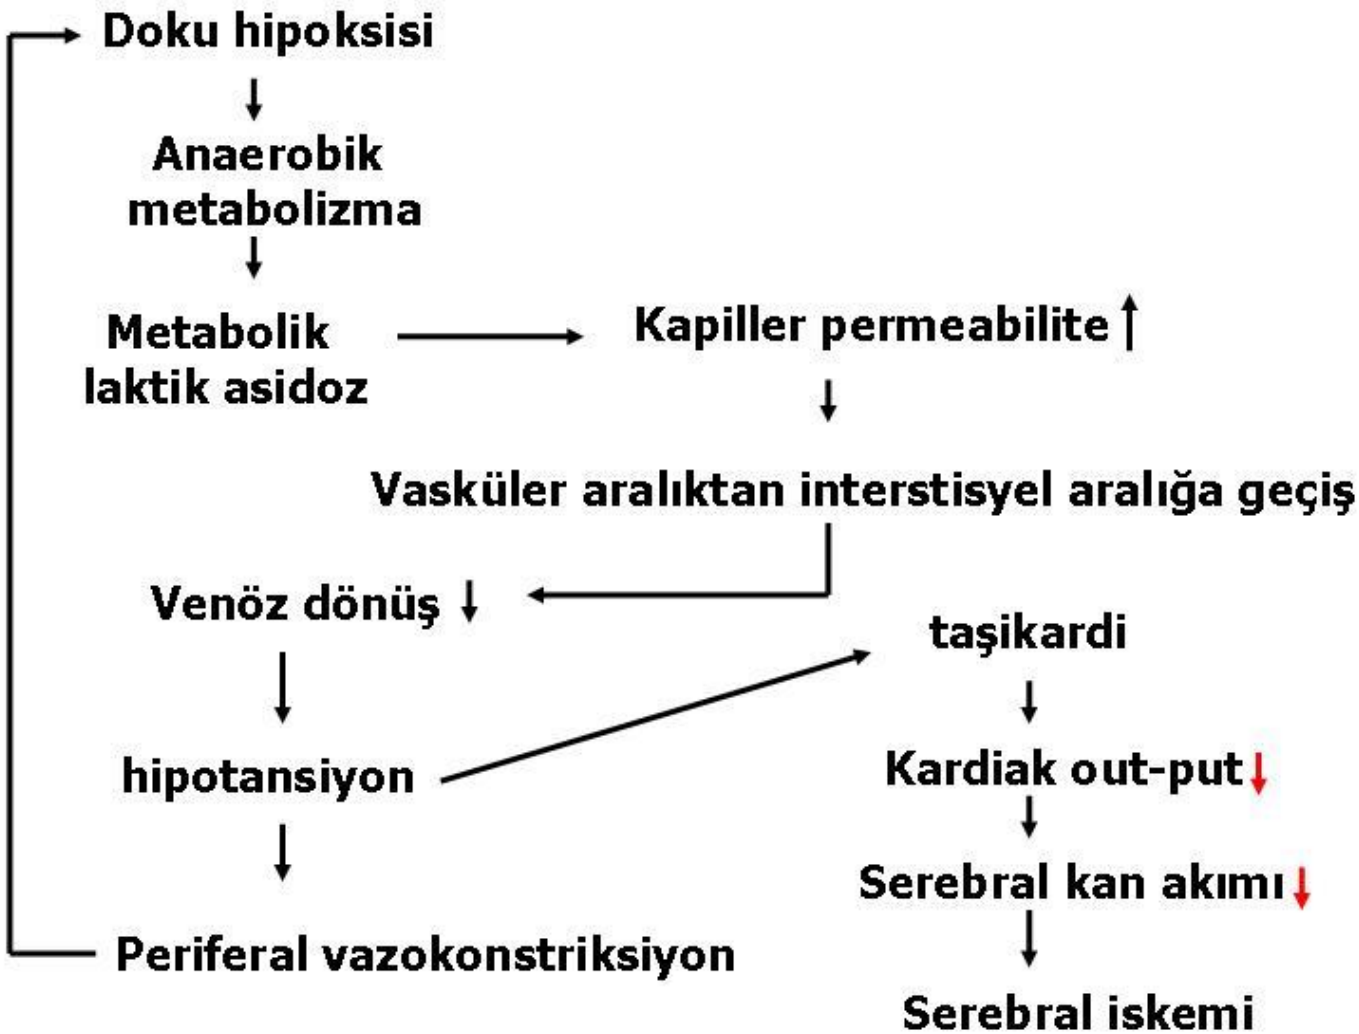 Doku hipoksisi
Anaerobik
metabolizma
Metabolik
laktik asidoz
Kapiller permeabilite
Vasküler aralıktan interstisyel aralığa geçiş
Venöz dönüş
hipotansiyon
Periferal vazokonstriksiyon
taşikardi
Kardiak out-put
Serebral kan akımı
Serebral iskemi